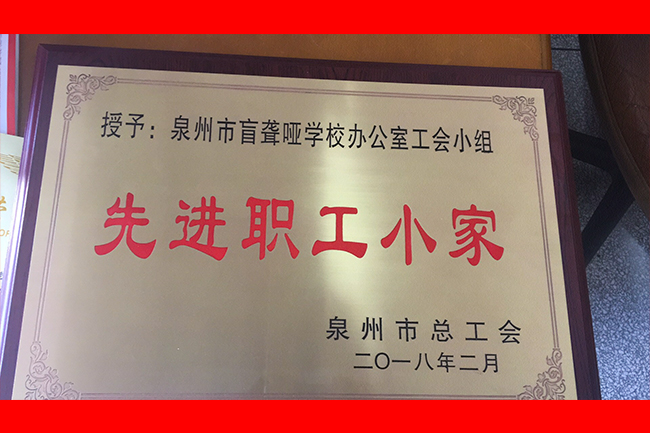 授予：泉州市盲聋哑学校办公室工会小组
先进职工小家
泉州市总工会
二〇一八年二月